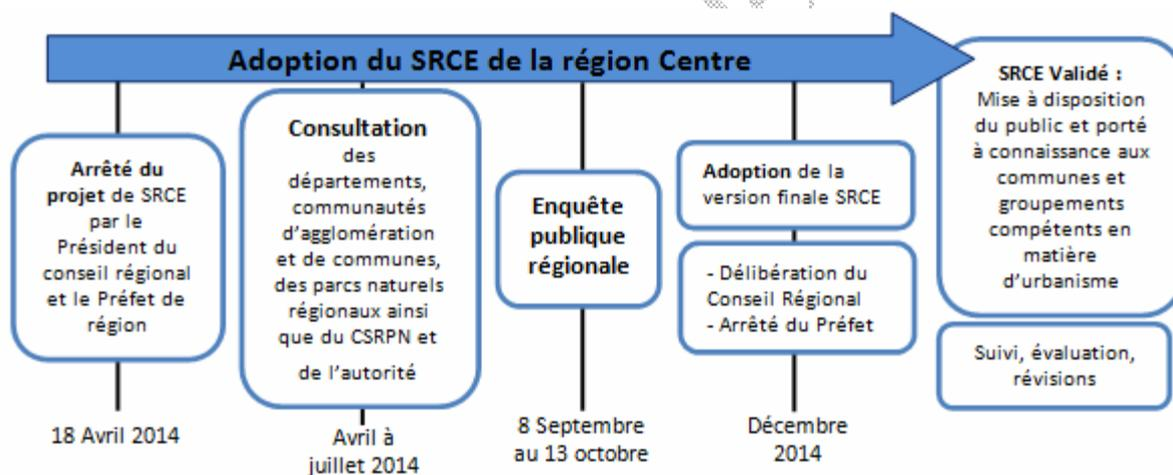 Adoption du SRCE de la région Centre
Arrêté du
projet de SRCE
par le
Président du
conseil régional
et le Préfet de
région
18 Avril 2014
Consultation
des
départements,
communautés
d'agglomération
et de communes,
des parcs naturels
régionaux ainsi
que du CSRPN et
de l'autorité
Avril à
juillet 2014
Enquête
publique
régionale
8 Septembre
au 13 octobre
Adoption de la
version finale SRCE
- Délibération du
Conseil Régional
- Arrêté du Préfet
Décembre
2014
SRCE Validé :
Mise à disposition
du public et porté
à connaissance aux
communes et
groupements
compétents en
matière
d'urbanisme
Suivi, évaluation,
révisions